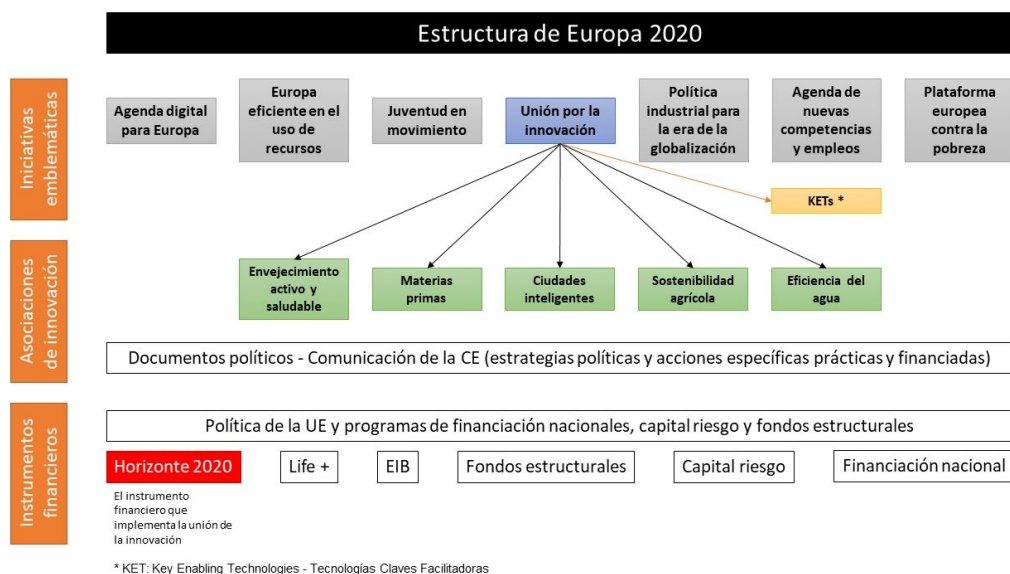 Estructura de Europa 2020
Iniciativas
emblemáticas
Agenda digital
para Europa
Europa
eficiente en el
uso de
recursos
Juventud en
movimiento
Unión por la
innovación
Política
industrial para
la era de la
globalización
Agenda de
nuevas
competencias
y empleos
Plataforma
europea
contra la
pobreza
KETs *
Asociaciones
de innovación
Envejecimiento
activo y
saludable
Materias
primas
Ciudades
inteligentes
Sostenibilidad
agrícola
Eficiencia del
agua
Documentos políticos - Comunicación de la CE (estrategias políticas y acciones específicas prácticas y financiadas)
Instrumentos
financieros
Política de la UE y programas de financiación nacionales, capital riesgo y fondos estructurales
Horizonte 2020
Life +
EIB
Fondos estructurales
Capital riesgo
Financiación nacional
El instrumento
financiero que
implementa la unión de
la innovación
* KET: Key Enabling Technologies - Tecnologías Claves Facilitadoras